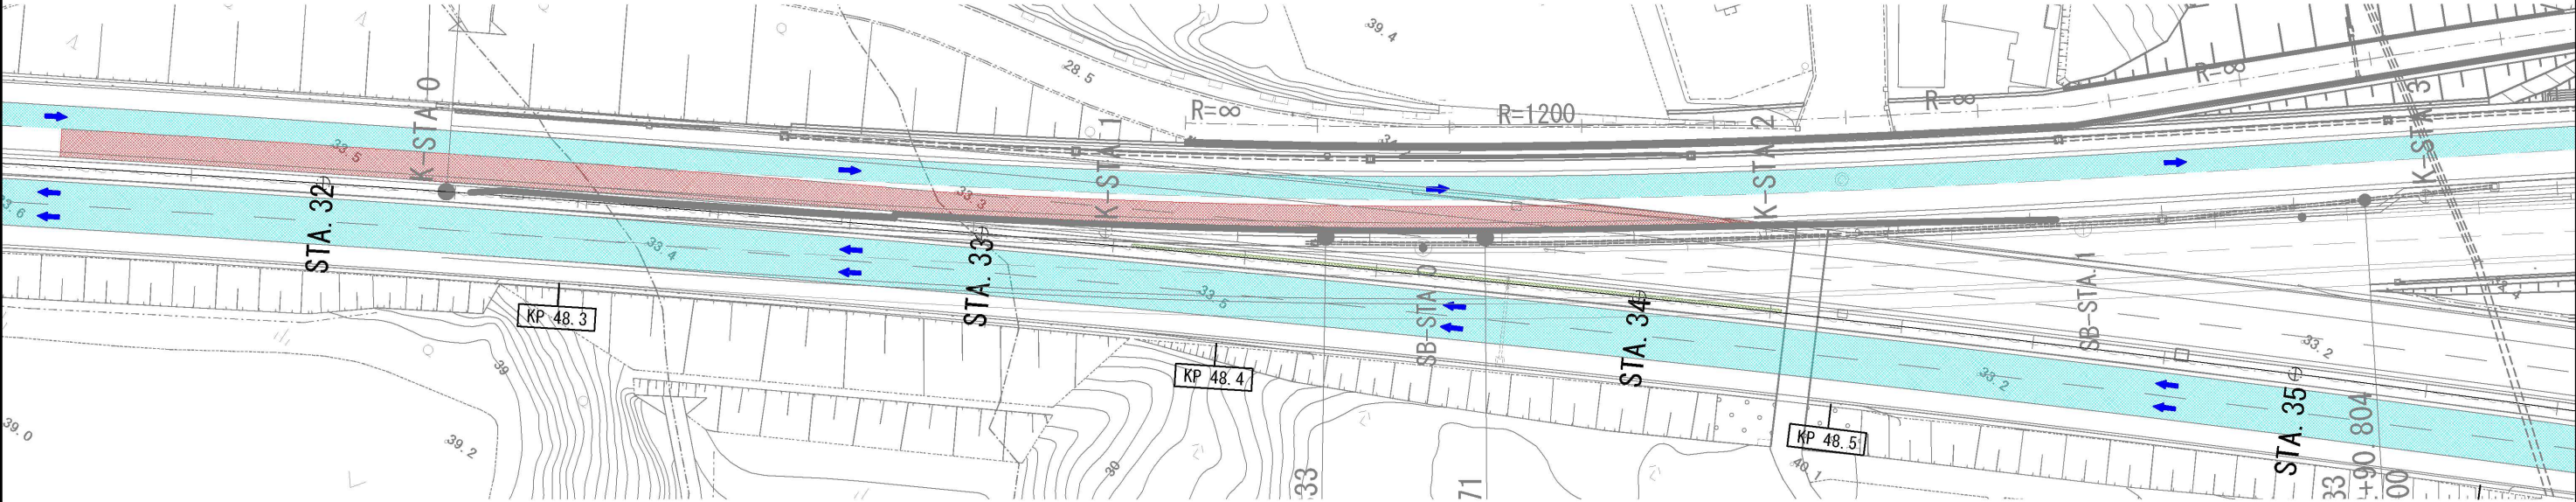 39.4
28.5
R=∞
R=1200
R=∞
R=∞
K-STA.0
K-STA.1
K-STA.2
K-STA.3
33.5
33.3
33.4
33.5
33.2
33.2
STA. 32
STA. 33
STA. 34
STA. 35
SB-STA.0
SB-STA.1
KP 48.3
KP 48.4
KP 48.5
39
39.0
39.2
40.1
33
71
33
+90.804
00